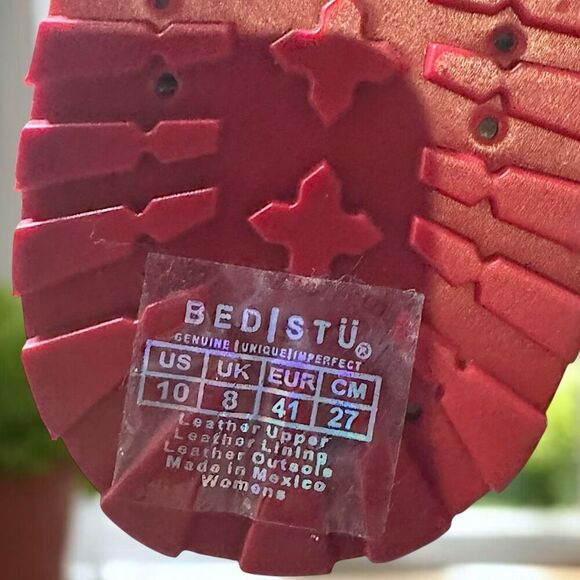 BED|STÜ®
GENUINE | UNIQUE | IMPERFECT
US UK EUR CM
10 8 41 27
Leather Upper
Leather Lining
Leather Outsole
Made in Mexico
Womens